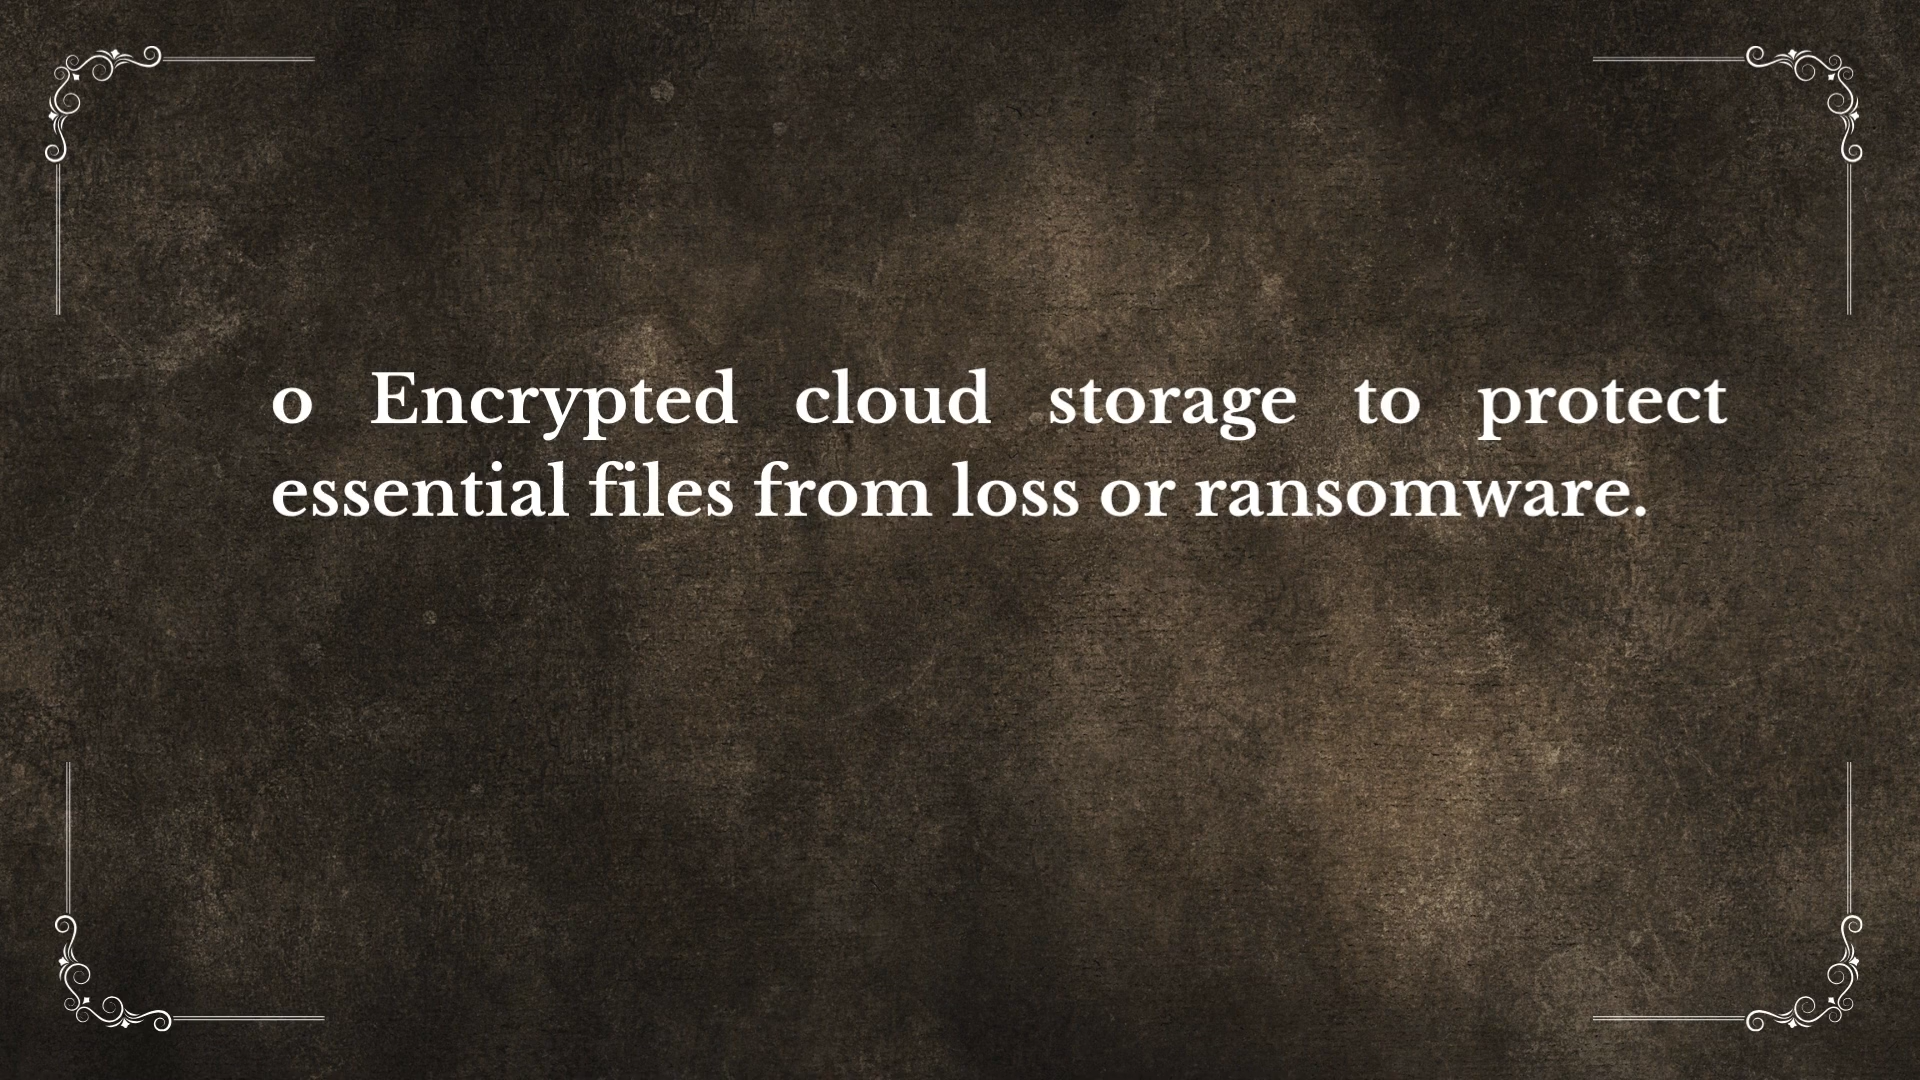 o Encrypted cloud storage to protect
essential files from loss or ransomware.